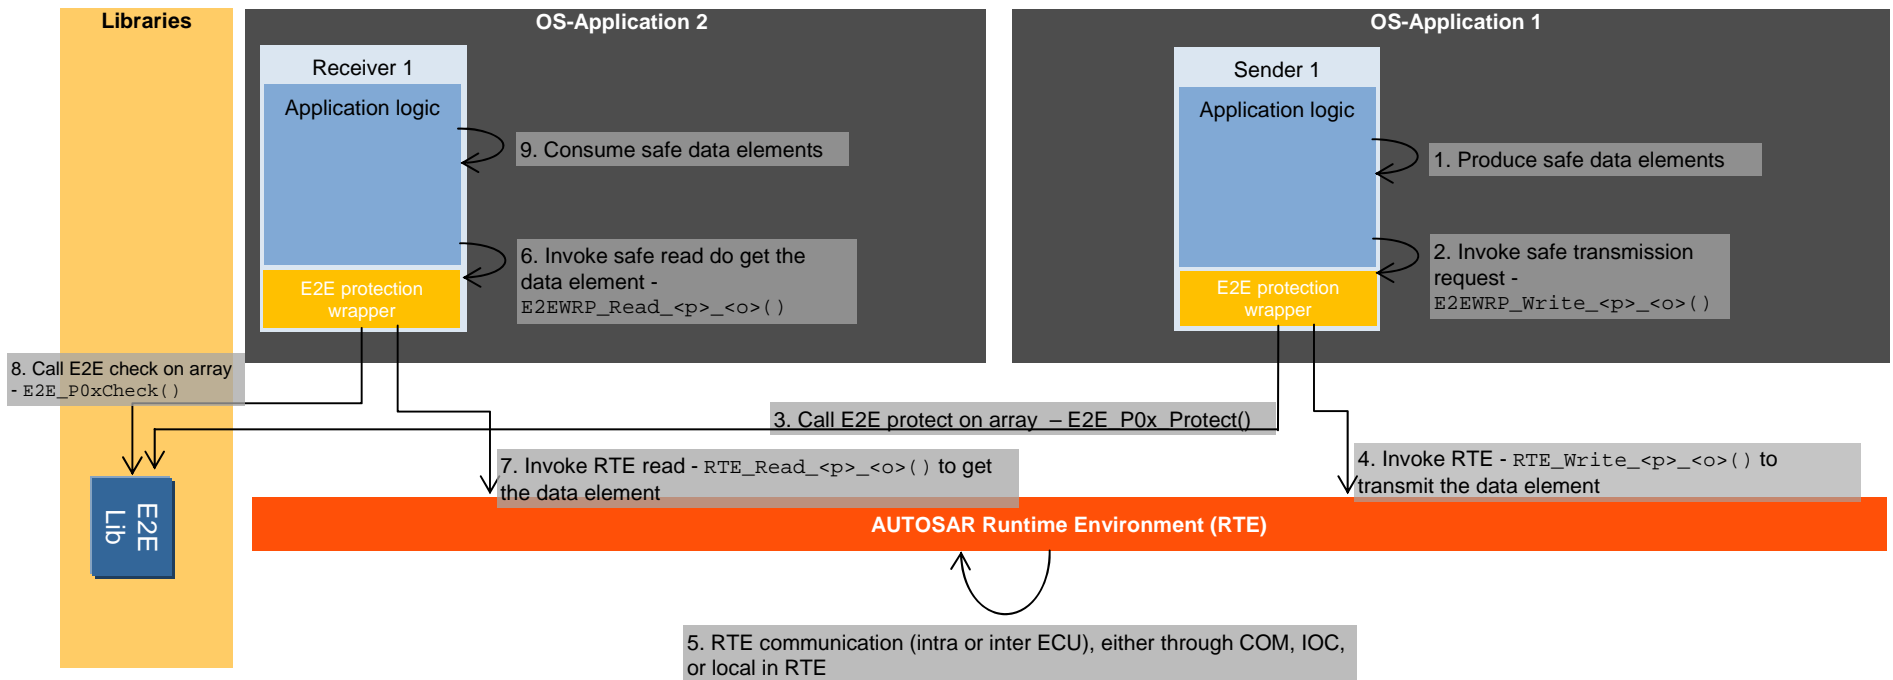 Libraries
OS-Application 2
OS-Application 1
Receiver 1
Application logic
9. Consume safe data elements
6. Invoke safe read do get the
data element -
E2EWRP_Read_<p>_<o>()
E2E protection
wrapper
Sender 1
Application logic
1. Produce safe data elements
2. Invoke safe transmission
request -
E2EWRP_Write_<p>_<o>()
E2E protection
wrapper
8. Call E2E check on array
- E2E_P0xCheck()
3. Call E2E protect on array – E2E_P0x_Protect()
7. Invoke RTE read - RTE_Read_<p>_<o>() to get
the data element
4. Invoke RTE - RTE_Write_<p>_<o>() to
transmit the data element
E2E
Lib
AUTOSAR Runtime Environment (RTE)
5. RTE communication (intra or inter ECU), either through COM, IOC,
or local in RTE